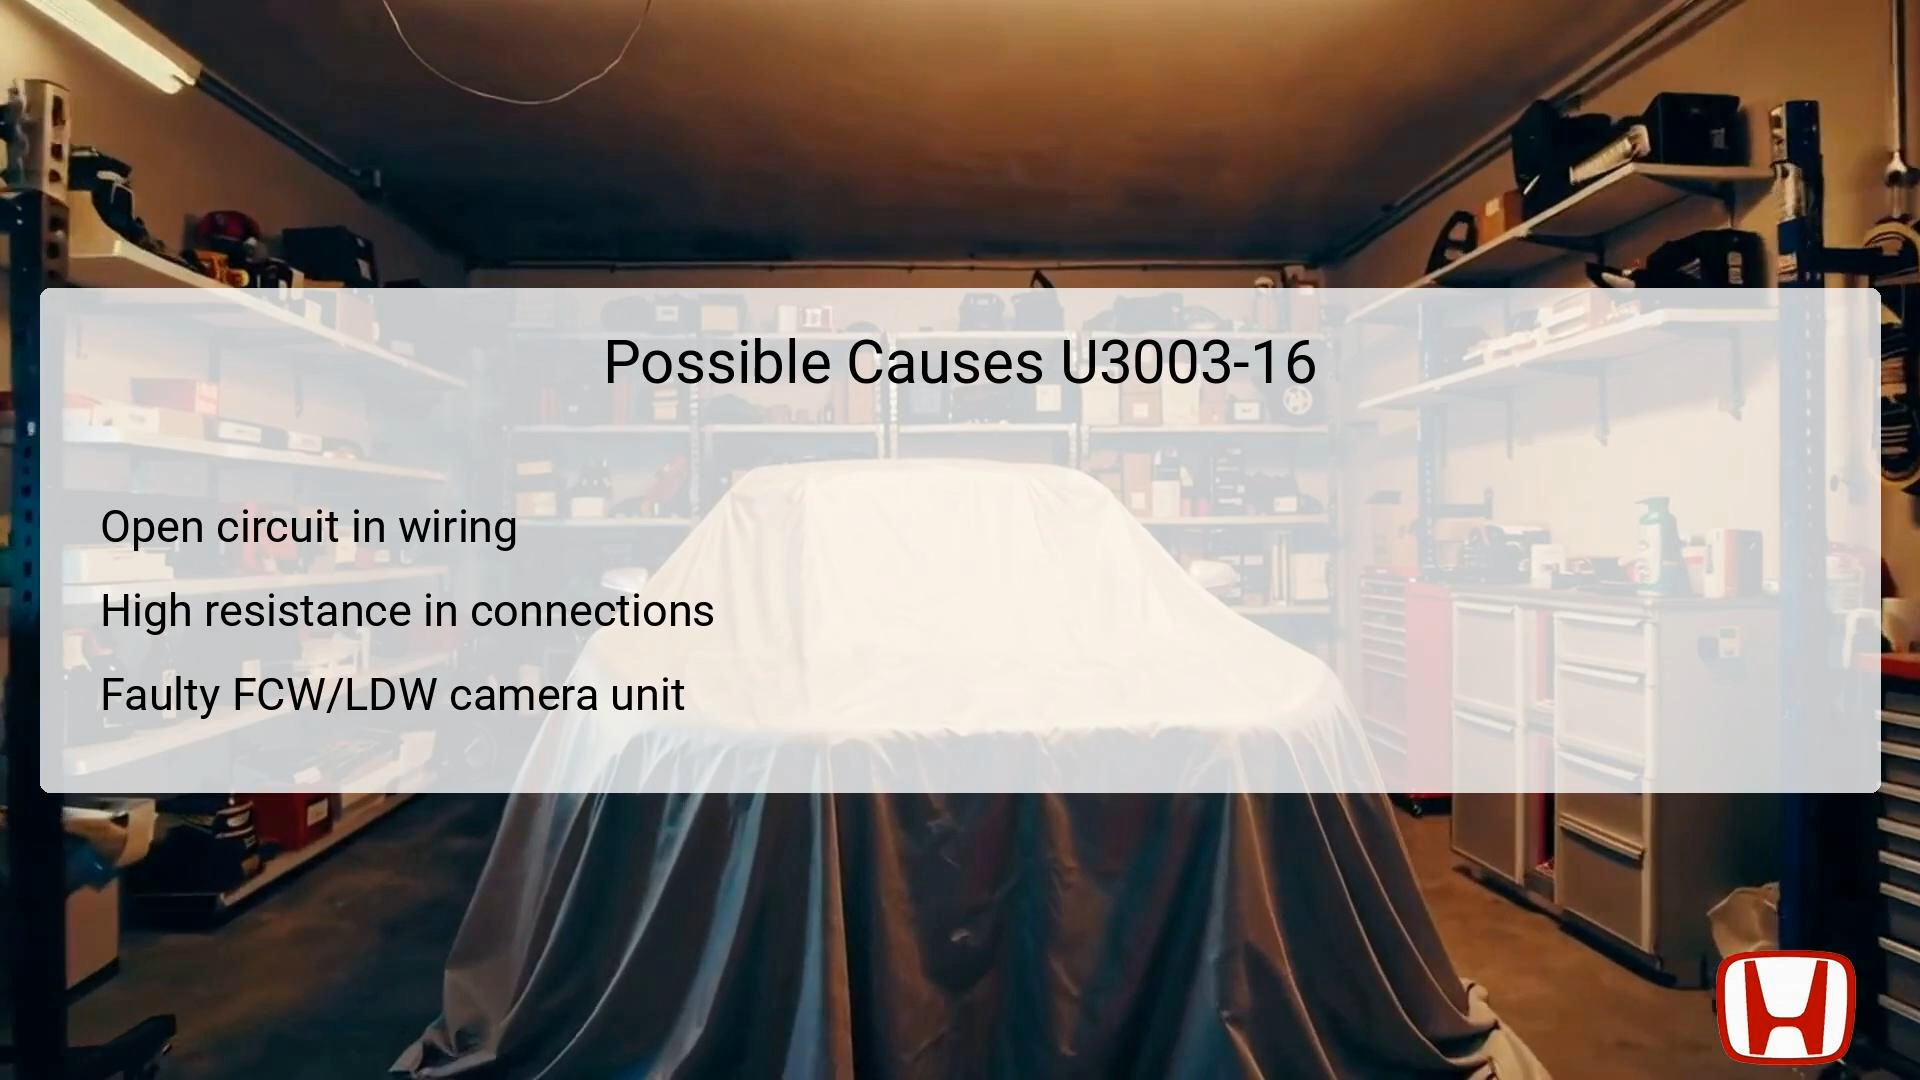 Possible Causes U3003-16
Open circuit in wiring
High resistance in connections
Faulty FCW/LDW camera unit